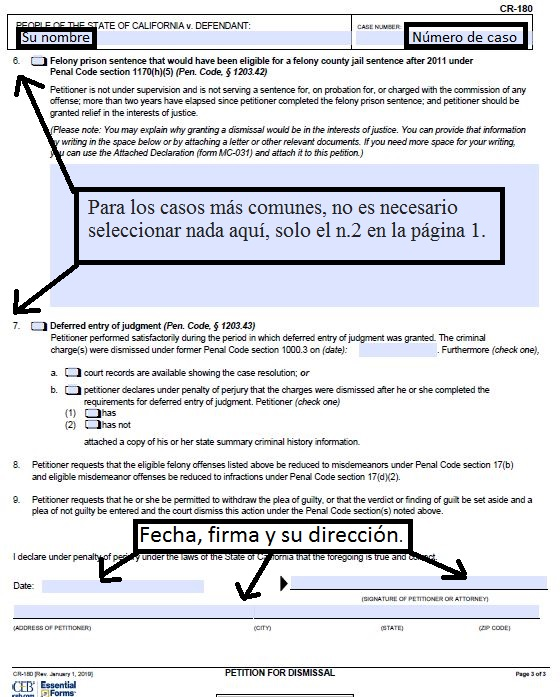 CR-180
PEOPLE OF THE STATE OF CALIFORNIA v. DEFENDANT:
CASE NUMBER:
Su nombre
Número de caso
6. Felony prison sentence that would have been eligible for a felony county jail sentence after 2011 under
Penal Code section 1170(h)(5) (Pen. Code, § 1203.42)
Petitioner is not under supervision and is not serving a sentence for, on probation for, or charged with the commission of any
offense; more than two years have elapsed since petitioner completed the felony prison sentence; and petitioner should be
granted relief in the interests of justice.
(Please note: You may explain why granting a dismissal would be in the interests of justice. You can provide that information
by writing in the space below or by attaching a letter or other relevant documents. If you need more space for your writing,
you can use the Attached Declaration (form MC-031) and attach it to this petition.)
Para los casos más comunes, no es necesario
seleccionar nada aquí, solo el n.2 en la página 1.
7. Deferred entry of judgment (Pen. Code, § 1203.43)
Petitioner performed satisfactorily during the period in which deferred entry of judgment was granted. The criminal
charge(s) were dismissed under former Penal Code section 1000.3 on (date): . Furthermore (check one),
a. court records are available showing the case resolution; or
b. petitioner declares under penalty of perjury that the charges were dismissed after he or she completed the
requirements for deferred entry of judgment. Petitioner (check one)
(1) has
(2) has not
attached a copy of his or her state summary criminal history information.
8. Petitioner requests that the eligible felony offenses listed above be reduced to misdemeanors under Penal Code section 17(b)
and eligible misdemeanor offenses be reduced to infractions under Penal Code section 17(d)(2).
9. Petitioner requests that he or she be permitted to withdraw the plea of guilty, or that the verdict or finding of guilt be set aside and a
plea of not guilty be entered and the court dismiss this action under the Penal Code section(s) noted above.
Fecha, firma y su dirección.
I declare under penalty of perjury under the laws of the State of California that the foregoing is true and correct.
Date:
(SIGNATURE OF PETITIONER OR ATTORNEY)
(ADDRESS OF PETITIONER) (CITY) (STATE) (ZIP CODE)
CR-180 [Rev. January 1, 2019]
PETITION FOR DISMISSAL
Page 3 of 3
CEB Essential
ceb.com Forms